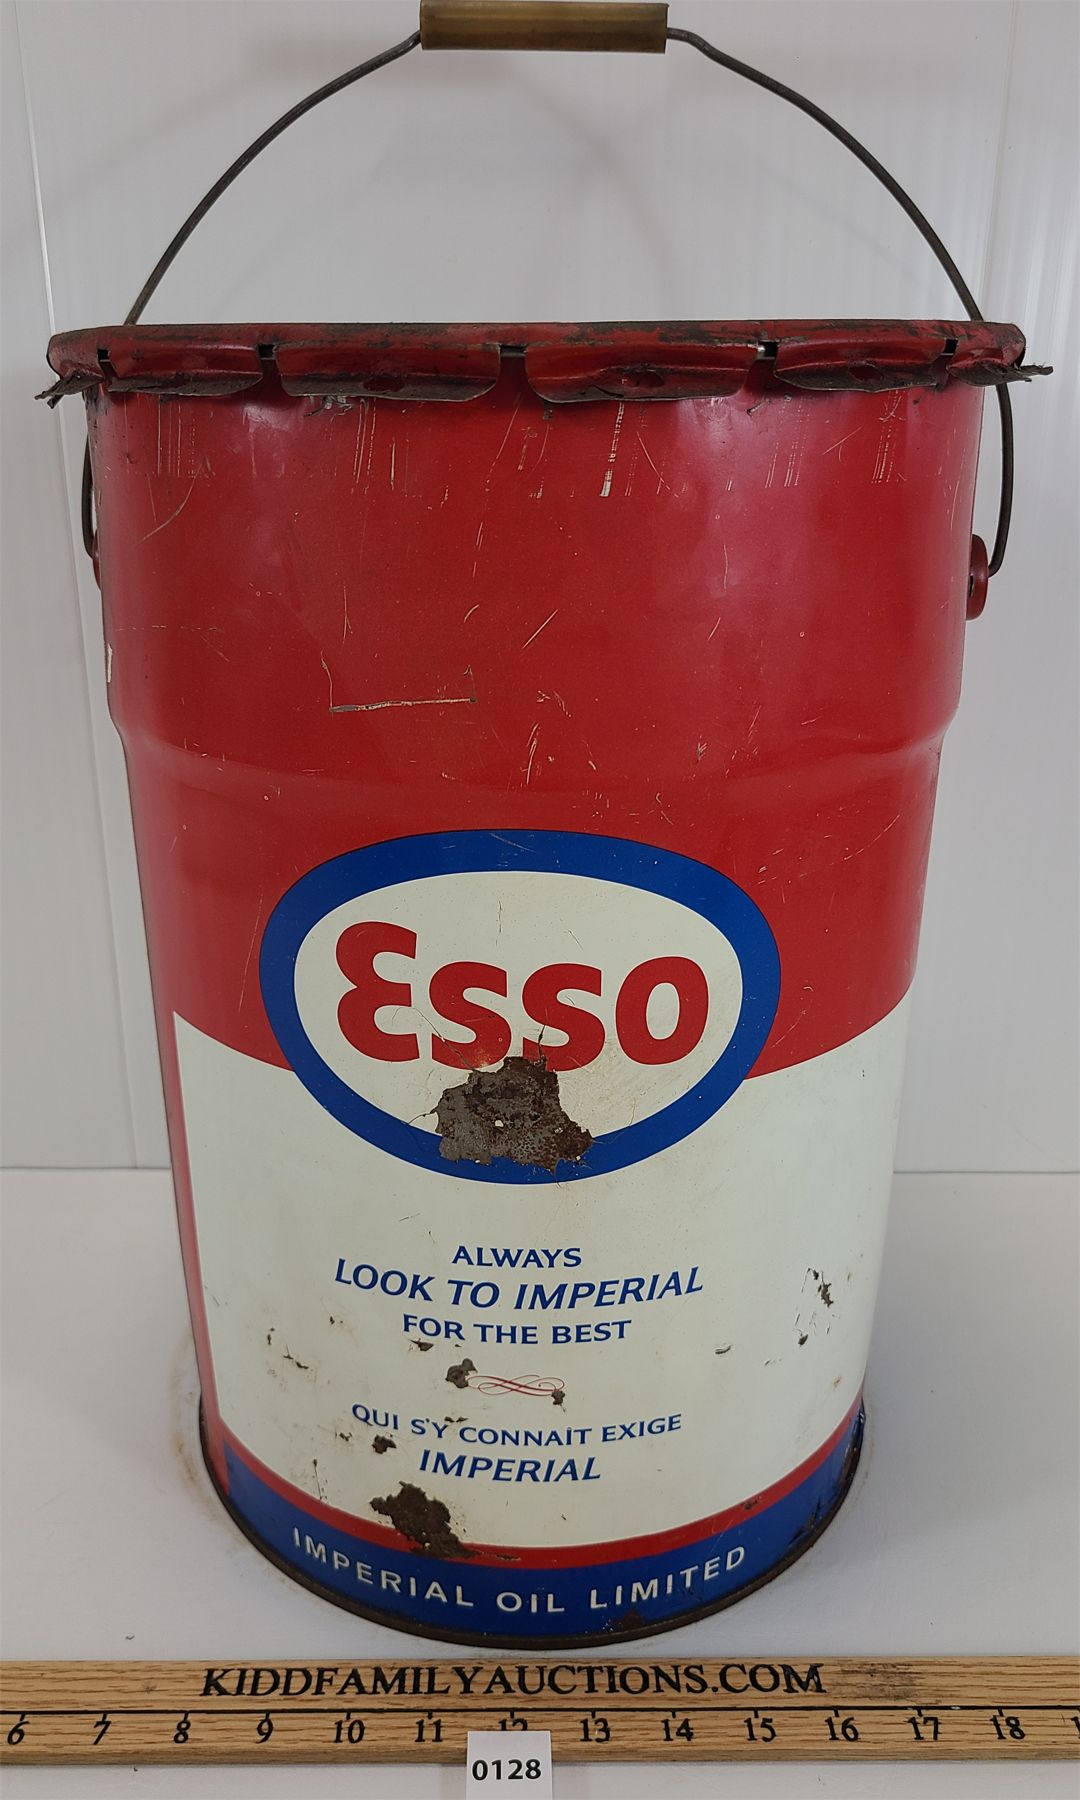 Esso
ALWAYS
LOOK TO IMPERIAL
FOR THE BEST
QUI S'Y CONNAÎT EXIGE
IMPERIAL
IMPERIAL OIL LIMITED
KIDDFAMILYAUCTIONS.COM
6 7 8 9 10 11 12 13 14 15 16 17 18
0128